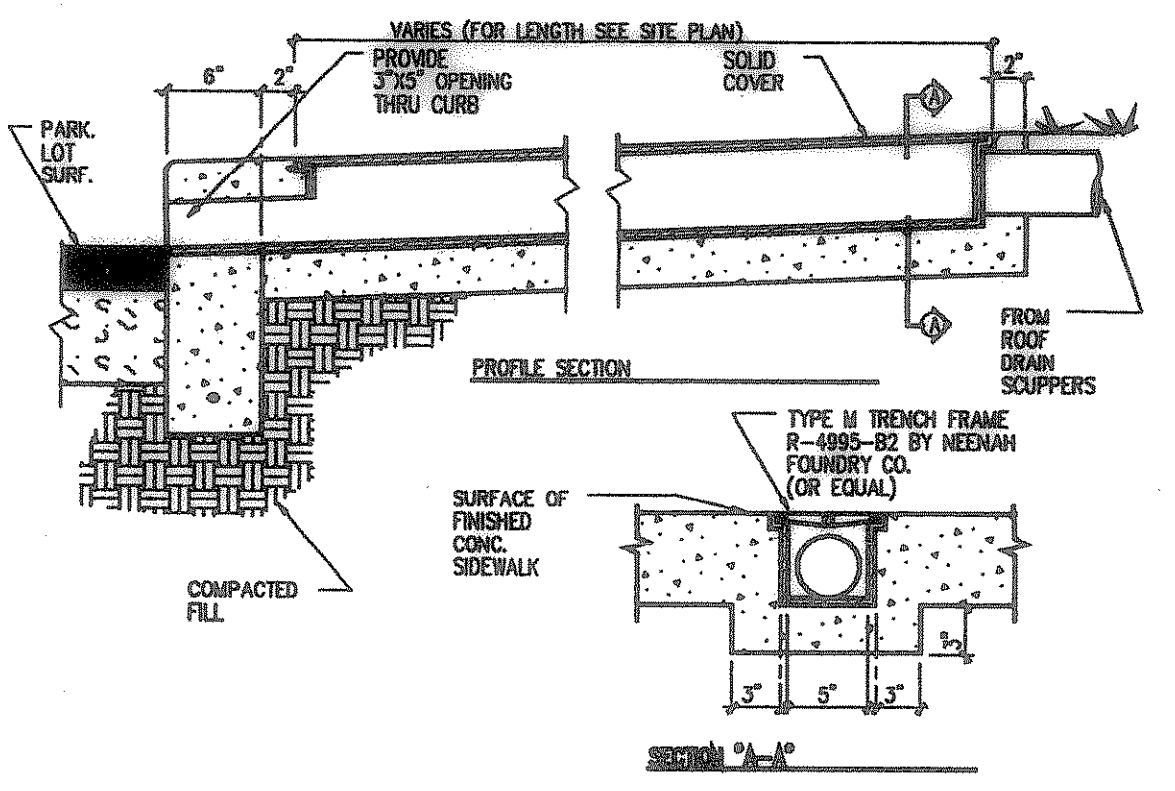 VARIES (FOR LENGTH SEE SITE PLAN)
6"
2"
PROVIDE
3"X5" OPENING
THRU CURB
SOLID
COVER
A
2"
PARK.
LOT
SURF.
A
FROM
ROOF
DRAIN
SCUPPERS
PROFILE SECTION
TYPE M TRENCH FRAME
R-4995-B2 BY NEENAH
FOUNDRY CO.
(OR EQUAL)
SURFACE OF
FINISHED
CONC.
SIDEWALK
COMPACTED
FILL
3"
3"
5"
3"
SECTION "A-A"